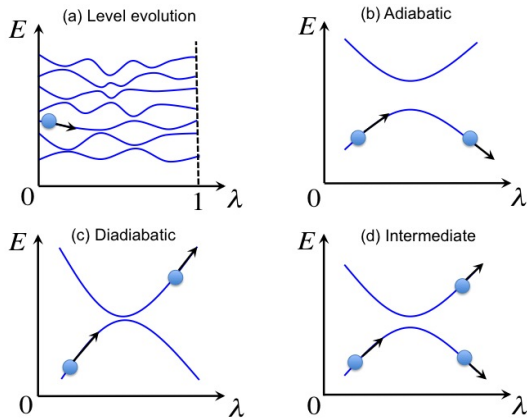 (a) Level evolution
E
0
1
λ
(b) Adiabatic
E
0
λ
(c) Diadiabatic
E
0
λ
(d) Intermediate
E
0
λ